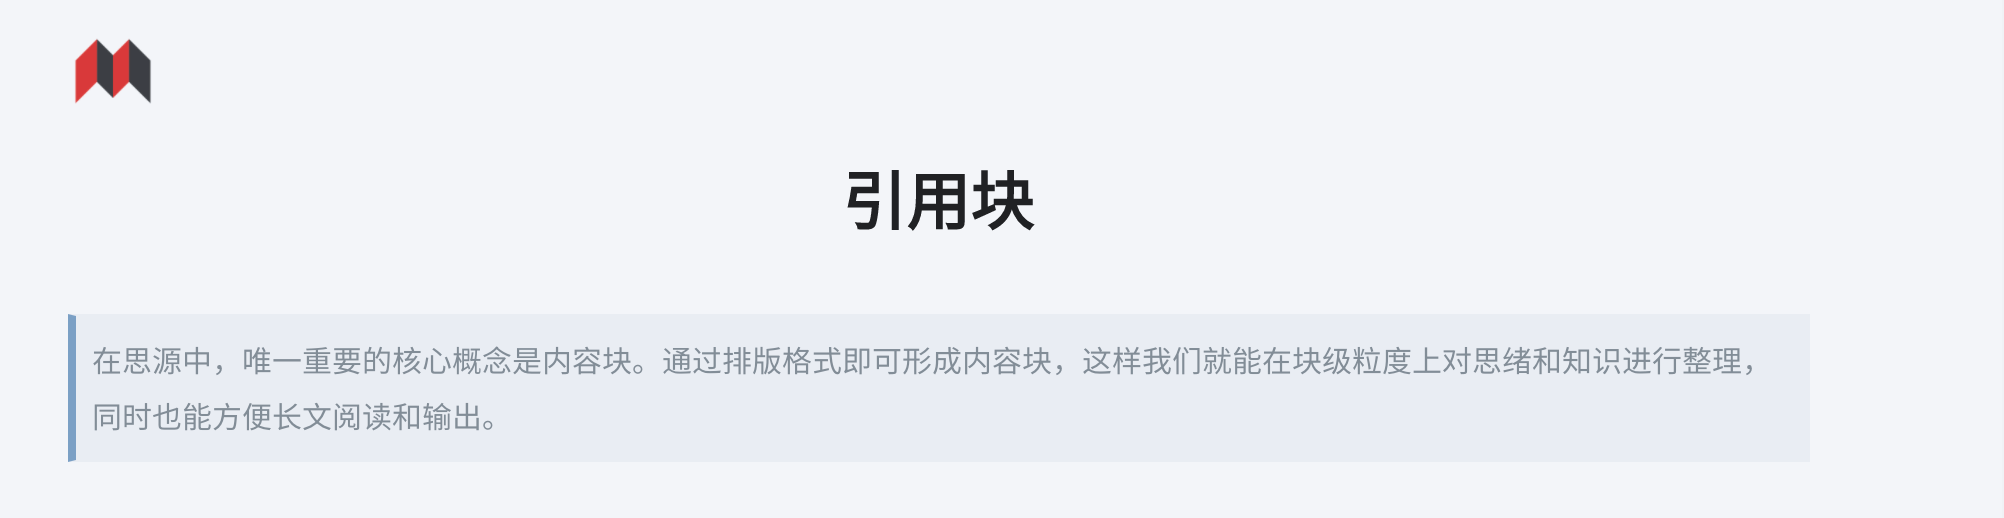 引用块
在思源中，唯一重要的核心概念是内容块。通过排版格式即可形成内容块，这样我们就能在块级粒度上对思绪和知识进行整理，
同时也能方便长文阅读和输出。